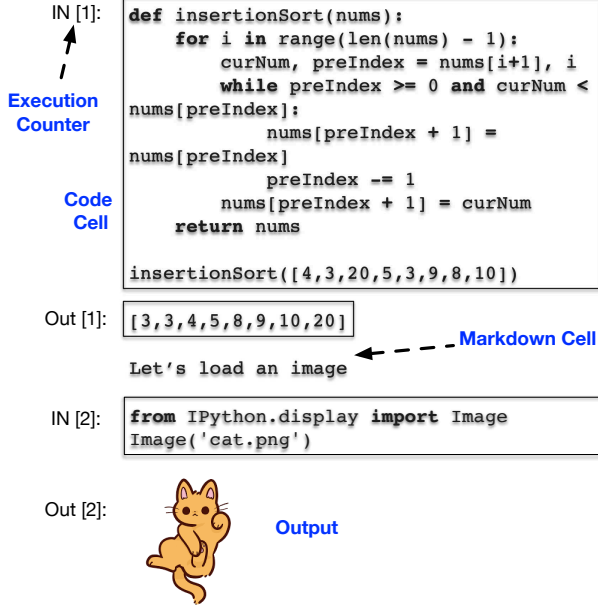 IN [1]:
def insertionSort(nums):
    for i in range(len(nums) - 1):
        curNum, preIndex = nums[i+1], i
        while preIndex >= 0 and curNum <
nums[preIndex]:
            nums[preIndex + 1] =
nums[preIndex]
            preIndex -= 1
        nums[preIndex + 1] = curNum
    return nums
insertionSort([4,3,20,5,3,9,8,10])
Execution
Counter
Code
Cell
Out [1]:
[3,3,4,5,8,9,10,20]
Markdown Cell
Let's load an image
IN [2]:
from IPython.display import Image
Image('cat.png')
Out [2]:
Output